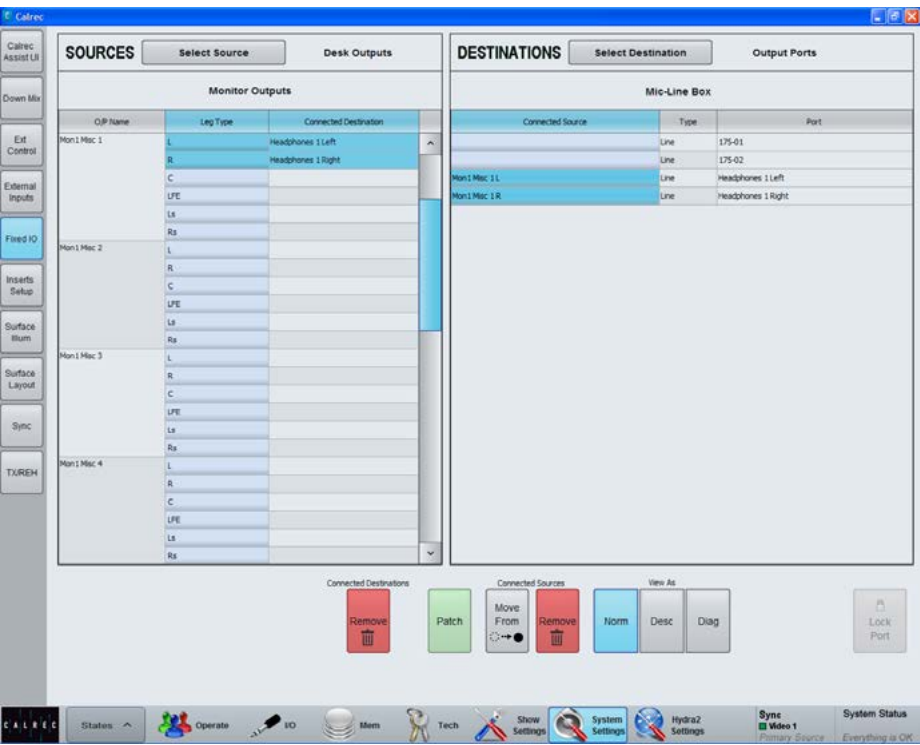 Calrec
Calrec
Assist UI
Down Mix
Ext
Control
External
Inputs
Fixed IO
Inserts
Setup
Surface
Illum
Surface
Layout
Sync
TX/REH
SOURCES Select Source Desk Outputs
Monitor Outputs
O/P Name Leg Type Connected Destination
Mon1 Misc 1 L Headphones 1 Left
R Headphones 1 Right
C
LFE
Ls
Rs
Mon1 Misc 2 L
R
C
LFE
Ls
Rs
Mon1 Misc 3 L
R
C
LFE
Ls
Rs
Mon1 Misc 4 L
R
C
LFE
Ls
Rs
DESTINATIONS Select Destination Output Ports
Mic-Line Box
Connected Source Type Port
Line 175-01
Line 175-02
Mon1 Misc 1 L Line Headphones 1 Left
Mon1 Misc 1 R Line Headphones 1 Right
Connected Destinations Connected Sources View As
Remove
Patch
Move
From
Remove
Norm
Desc
Diag
Lock
Port
CALREC
States
Operate
I/O
Mem
Tech
Show
Settings
System
Settings
Hydra2
Settings
Sync
Video 1
Primary Source
System Status
Everything is OK